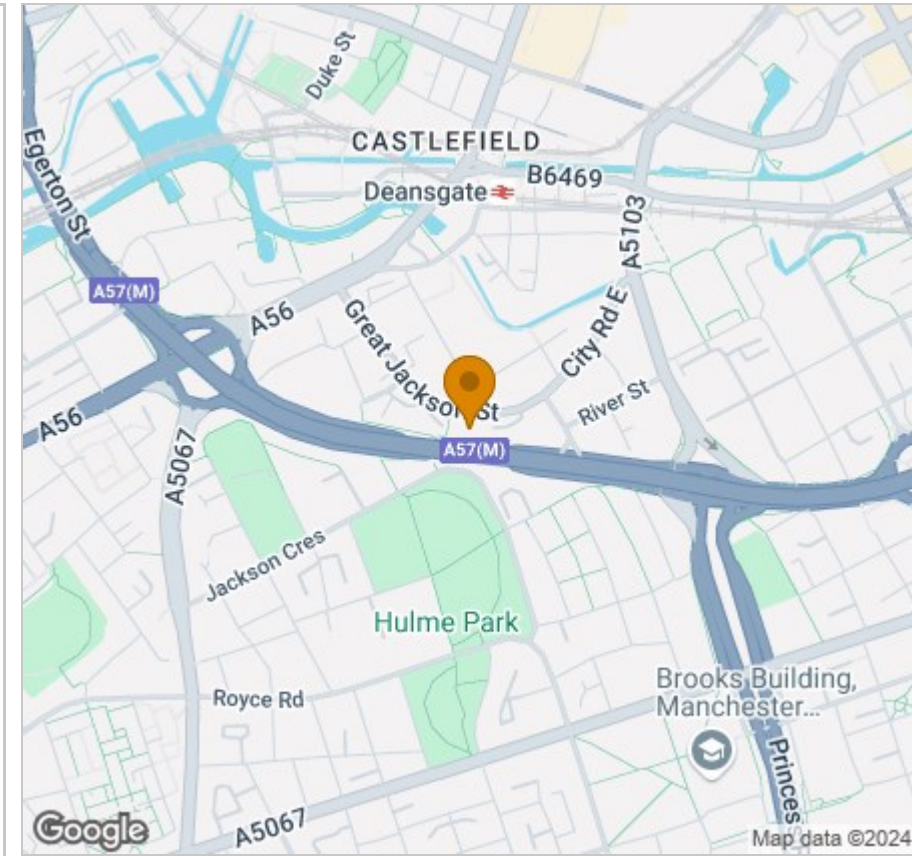 Duke St
Egerton St
CASTLEFIELD
B6469
Deansgate
A5103
A57(M)
A56
Great Jackson St
City Rd E
River St
A56
A57(M)
A5067
Jackson Cres
Hulme Park
Royce Rd
Brooks Building,
Manchester...
Princes
A5067
Google
Map data ©2024